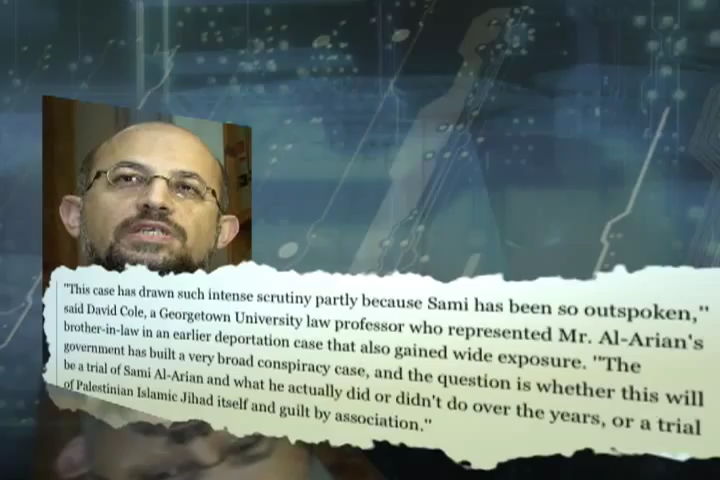 "This case has drawn such intense scrutiny partly because Sami has been so outspoken,"
said David Cole, a Georgetown University law professor who represented Mr. Al-Arian's
brother-in-law in an earlier deportation case that also gained wide exposure. "The
government has built a very broad conspiracy case, and the question is whether this will
be a trial of Sami Al-Arian and what he actually did or didn't do over the years, or a trial
of Palestinian Islamic Jihad itself and guilt by association."